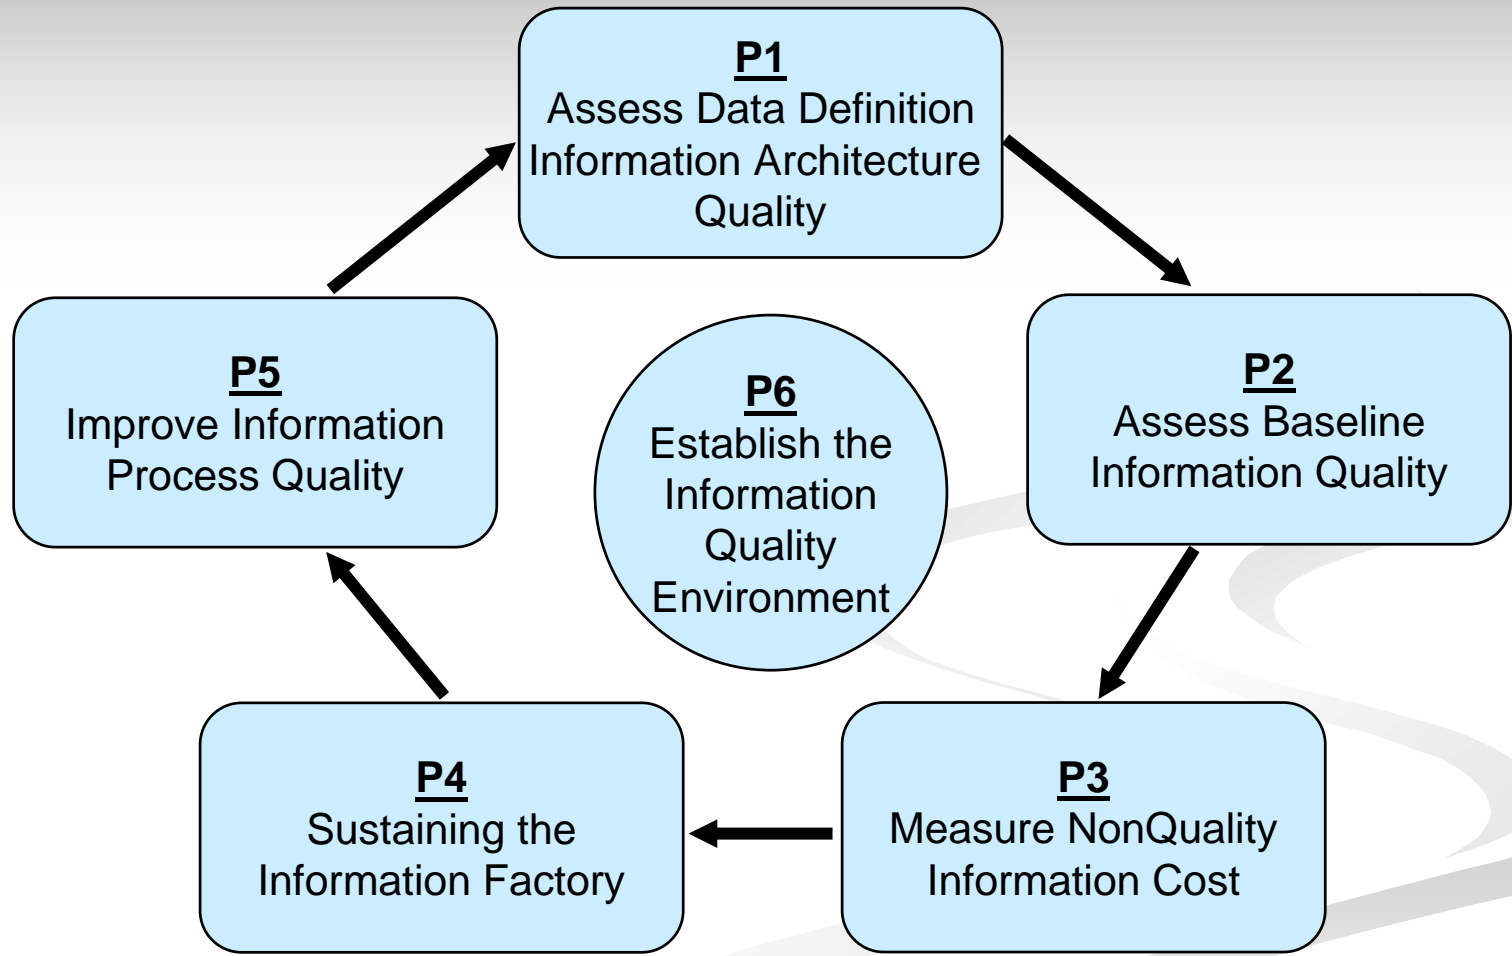 P1
Assess Data Definition
Information Architecture
Quality
P2
Assess Baseline
Information Quality
P3
Measure NonQuality
Information Cost
P4
Sustaining the
Information Factory
P5
Improve Information
Process Quality
P6
Establish the
Information
Quality
Environment